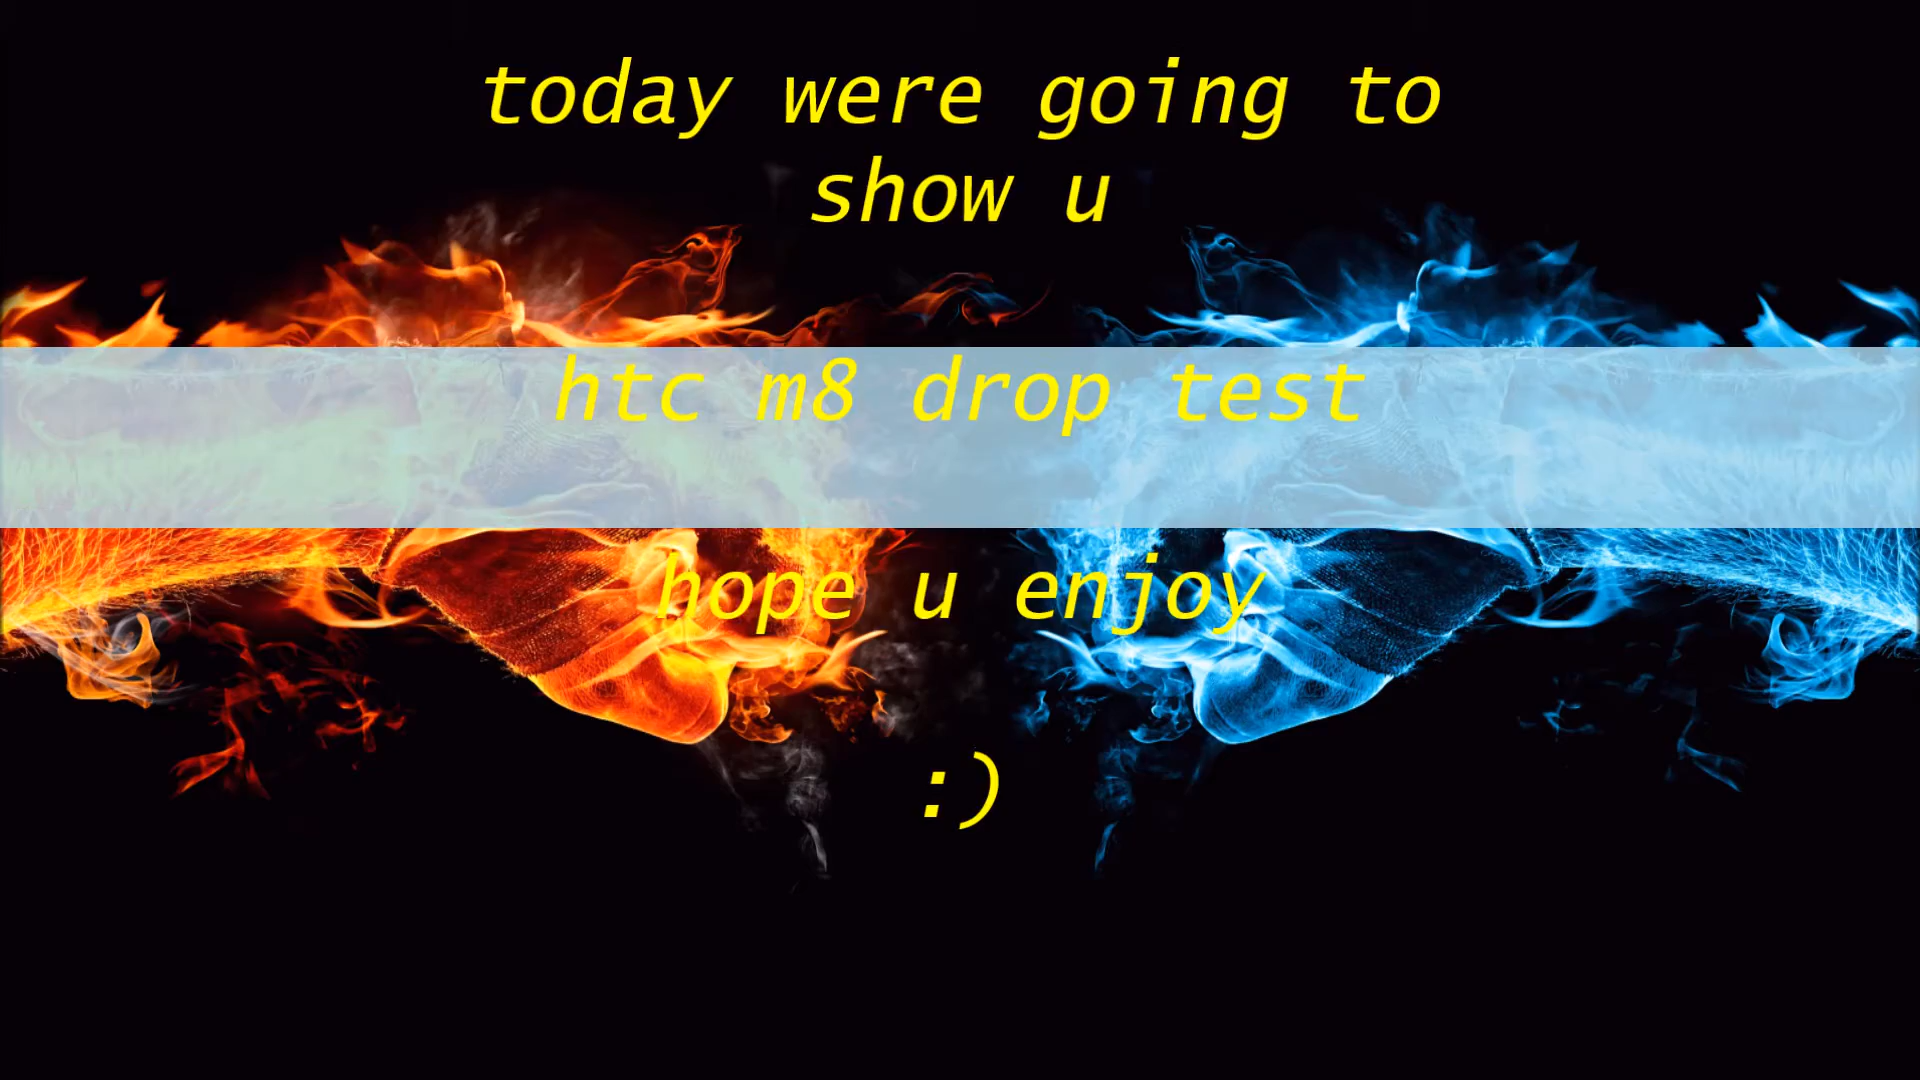 today were going to
show u
htc m8 drop test
hope u enjoy
:)